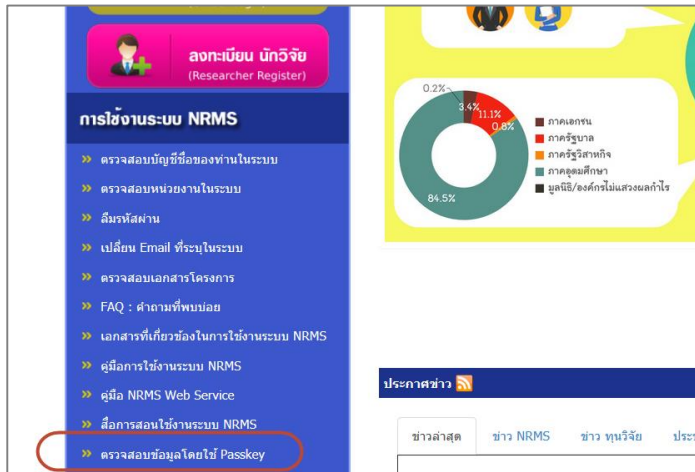 ลงทะเบียน นักวิจัย
(Researcher Register)
การใช้งานระบบ NRMS
ตรวจสอบบัญชีชื่อของท่านในระบบ
ตรวจสอบหน่วยงานในระบบ
ลืมรหัสผ่าน
เปลี่ยน Email ที่ระบุในระบบ
ตรวจสอบเอกสารโครงการ
FAQ : คำถามที่พบบ่อย
เอกสารที่เกี่ยวข้องในการใช้งานระบบ NRMS
คู่มือการใช้งานระบบ NRMS
คู่มือ NRMS Web Service
สื่อการสอนใช้งานระบบ NRMS
ตรวจสอบข้อมูลโดยใช้ Passkey
0.2%
3.4%
11.1%
0.8%
84.5%
ภาคเอกชน
ภาครัฐบาล
ภาครัฐวิสาหกิจ
ภาคอุดมศึกษา
มูลนิธิ/องค์กรไม่แสวงผลกำไร
ประกาศข่าว
ข่าวล่าสุด ข่าว NRMS ข่าว ทุนวิจัย